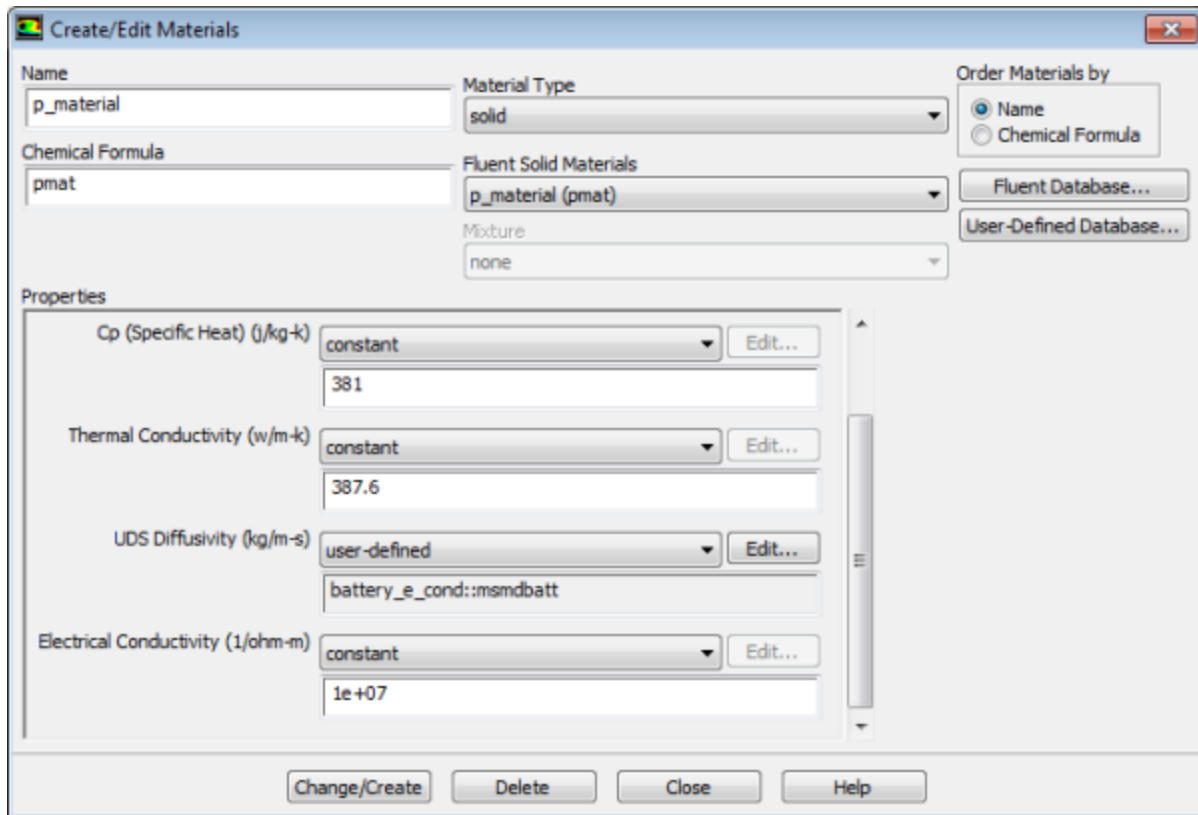 Create/Edit Materials
Name
p_material
Chemical Formula
pmat
Material Type
solid
Fluent Solid Materials
p_material (pmat)
Mixture
none
Order Materials by
Name
Chemical Formula
Fluent Database...
User-Defined Database...
Properties
Cp (Specific Heat) (j/kg-k)
constant
Edit...
381
Thermal Conductivity (w/m-k)
constant
Edit...
387.6
UDS Diffusivity (kg/m-s)
user-defined
Edit...
battery_e_cond::msmdbatt
Electrical Conductivity (1/ohm-m)
constant
Edit...
1e+07
Change/Create
Delete
Close
Help